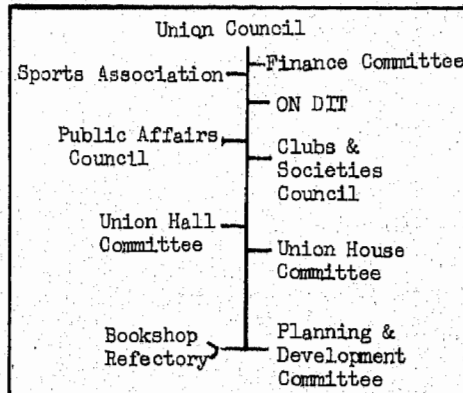 Union Council
Finance Committee
Sports Association
ON DIT
Public Affairs
Council
Clubs &
Societies
Council
Union Hall
Committee
Union House
Committee
Bookshop
Refectory
Planning &
Development
Committee